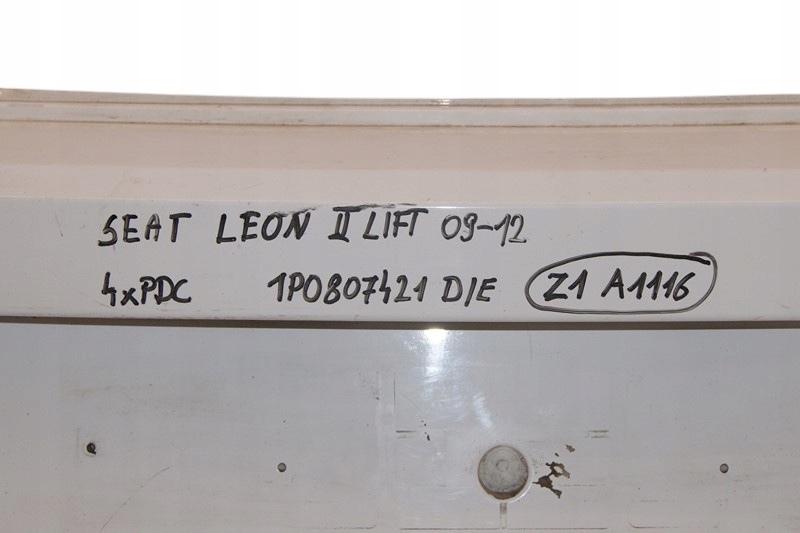 SEAT LEON II LIFT 09-12
4xPDC 1P0807421 D/E Z1 A1116